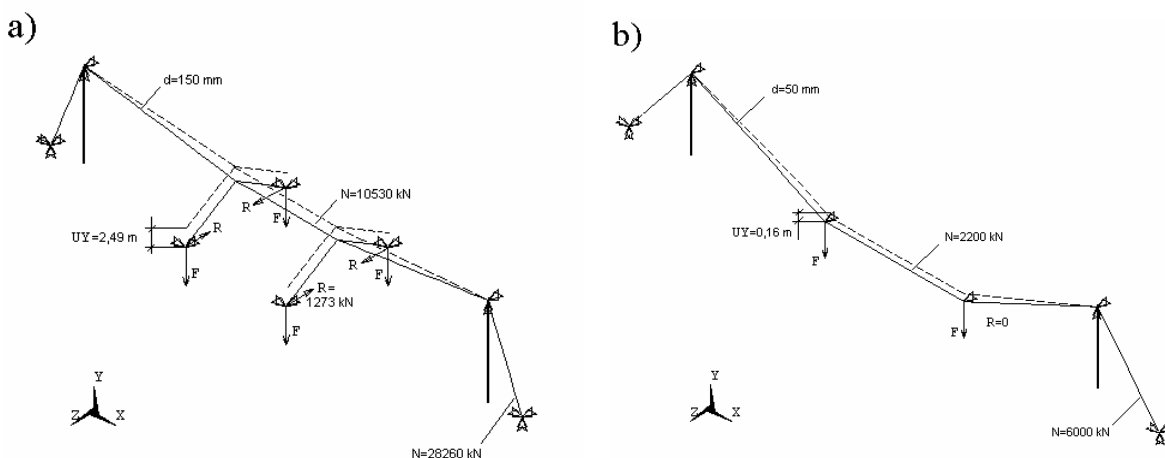 a)
d=150 mm
N=10530 kN
R
F
UY=2,49 m
R
F
R
F
R=
1273 kN
F
Y
Z
X
N=28260 kN
b)
d=50 mm
UY=0,16 m
F
N=2200 kN
F
R=0
Y
Z
X
N=6000 kN